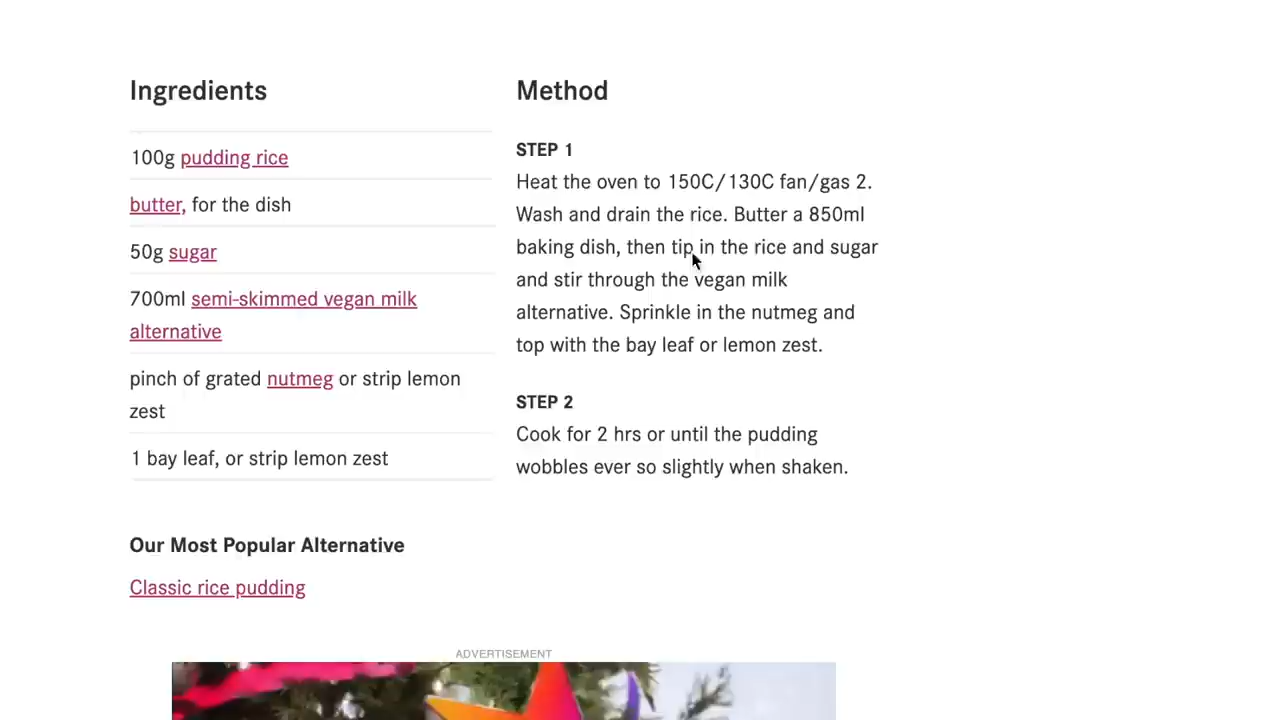 Ingredients
100g pudding rice
butter, for the dish
50g sugar
700ml semi-skimmed vegan milk
alternative
pinch of grated nutmeg or strip lemon
zest
1 bay leaf, or strip lemon zest
Our Most Popular Alternative
Classic rice pudding
Method
STEP 1
Heat the oven to 150C/130C fan/gas 2.
Wash and drain the rice. Butter a 850ml
baking dish, then tip in the rice and sugar
and stir through the vegan milk
alternative. Sprinkle in the nutmeg and
top with the bay leaf or lemon zest.
STEP 2
Cook for 2 hrs or until the pudding
wobbles ever so slightly when shaken.
ADVERTISEMENT